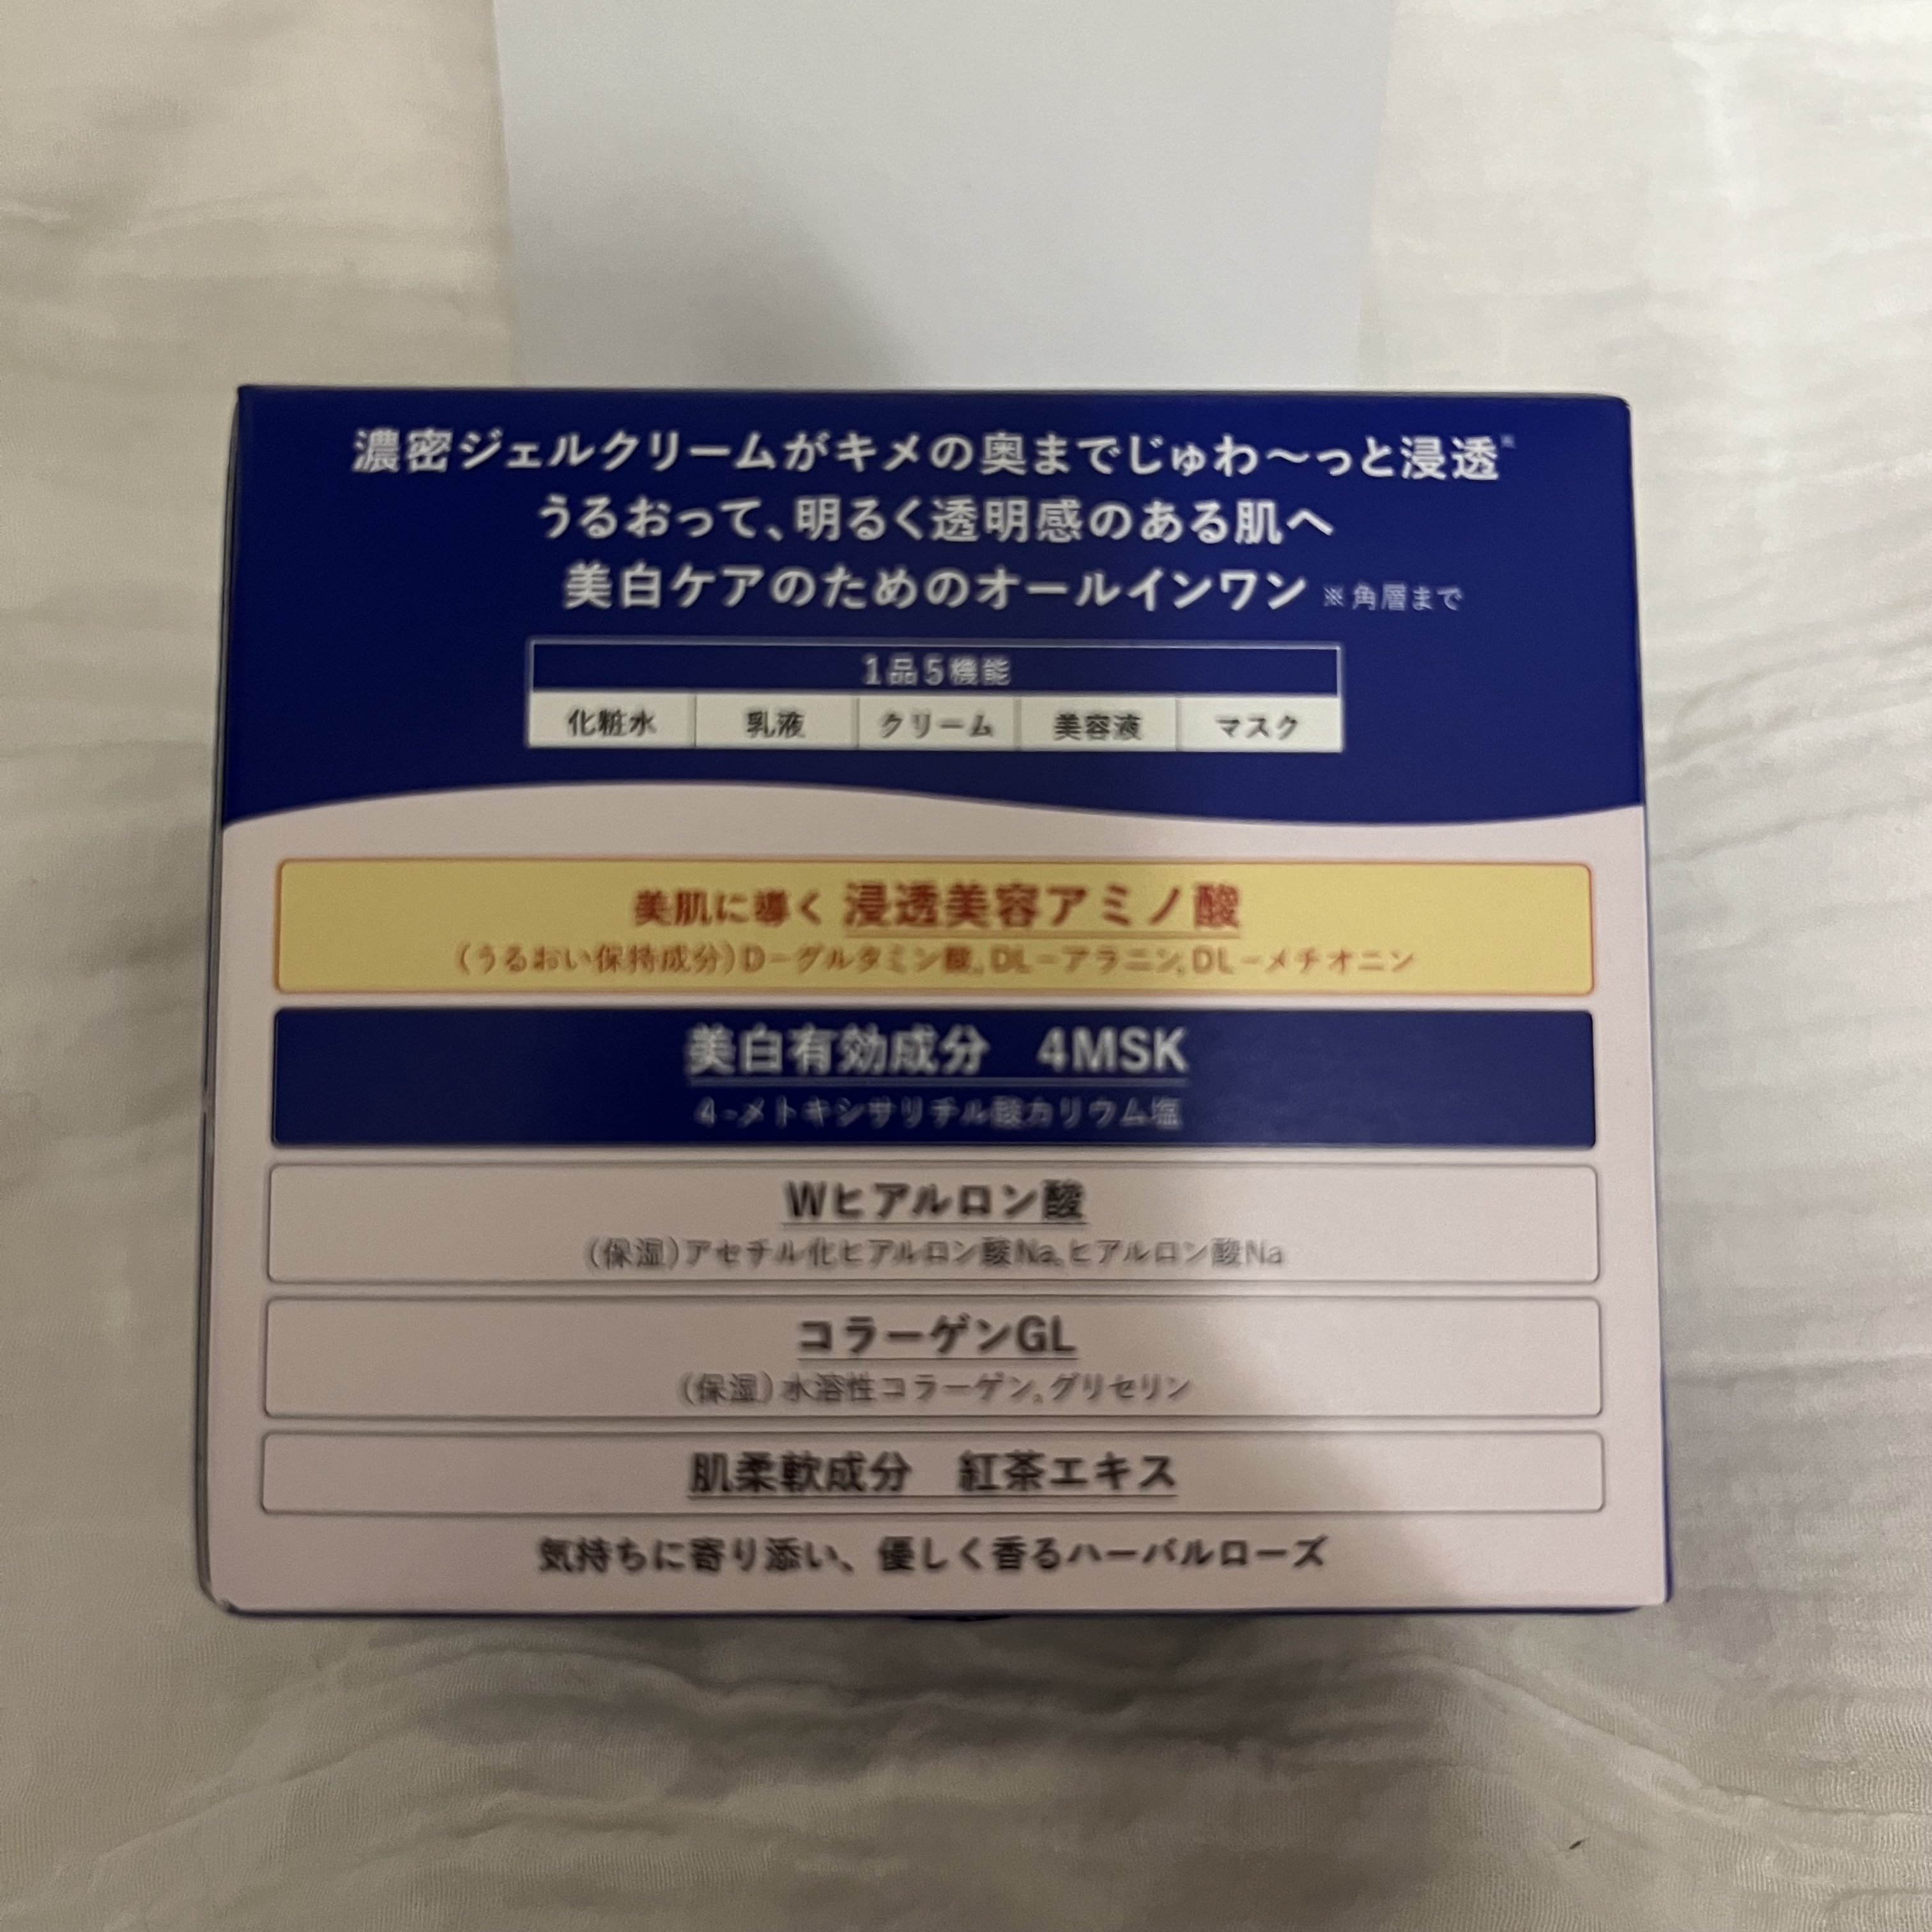 濃密ジェルクリームがキメの奥までじゅわ～っと浸透※
うるおって、明るく透明感のある肌へ
美白ケアのためのオールインワン ※角層まで
1品5機能
化粧水 乳液 クリーム 美容液 マスク
美肌に導く 浸透美容アミノ酸
(うるおい保持成分)D-グルタミン酸、DL-アラニン、DL-メチオニン
美白有効成分 4MSK
4-メトキシサリチル酸カリウム塩
Wヒアルロン酸
(保湿)アセチル化ヒアルロン酸Na、ヒアルロン酸Na
コラーゲンGL
(保湿)水溶性コラーゲン、グリセリン
肌柔軟成分 紅茶エキス
気持ちに寄り添い、優しく香るハーバルローズ